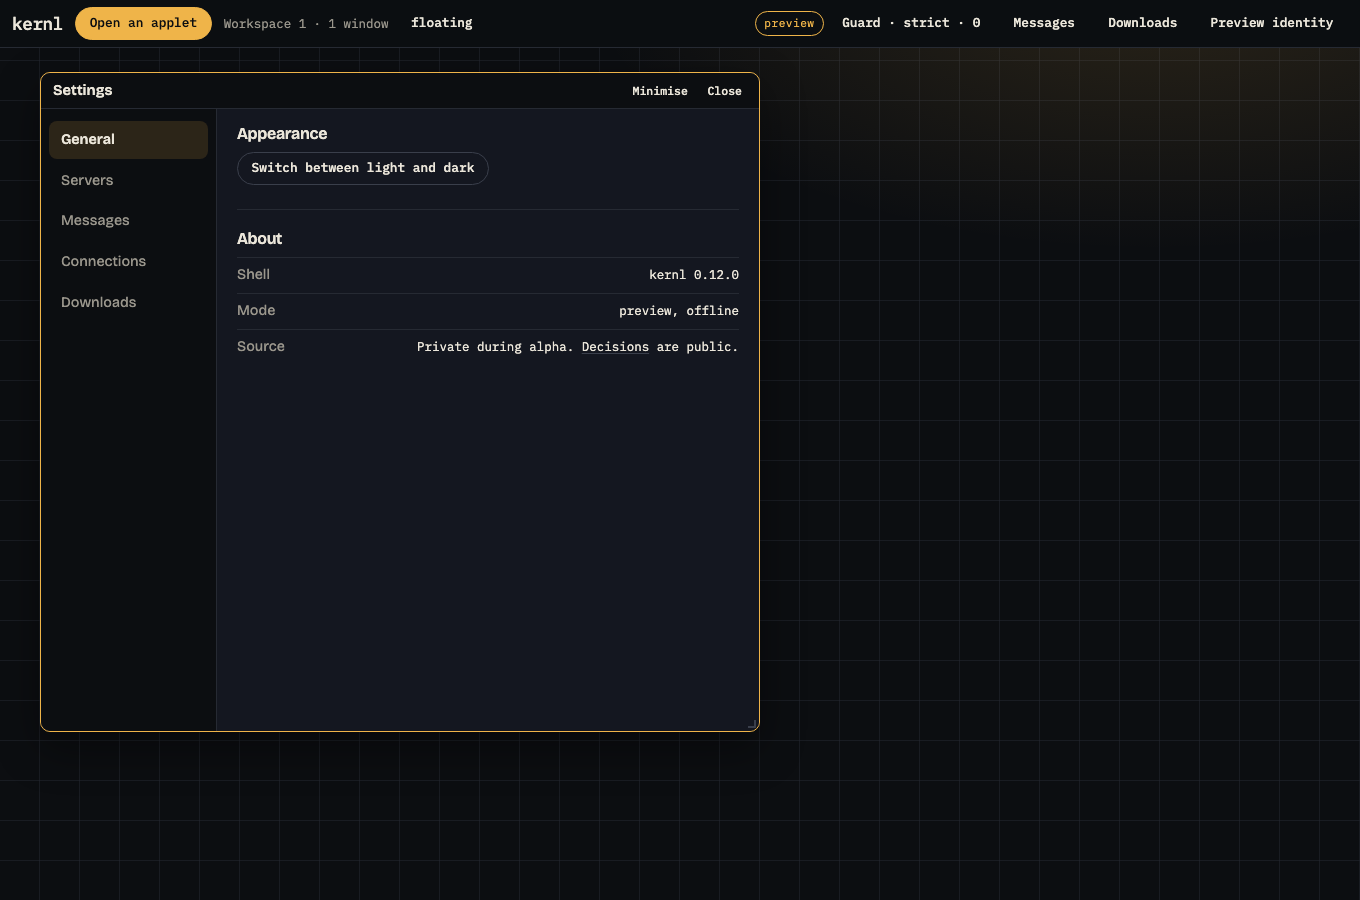 kernl Open an applet Workspace 1 · 1 window floating preview Guard · strict · 0 Messages Downloads Preview identity
Settings Minimise Close
General
Servers
Messages
Connections
Downloads
Appearance
Switch between light and dark
About
Shell kernl 0.12.0
Mode preview, offline
Source Private during alpha. Decisions are public.